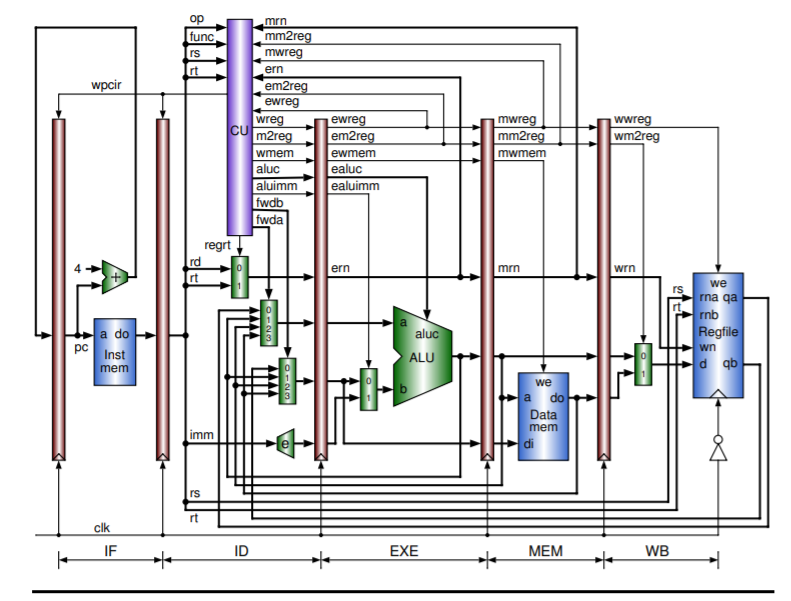 op
func
rs
rt
mrn
mm2reg
mwreg
ern
em2reg
ewreg
wpcir
CU
wreg
m2reg
wmem
aluc
aluimm
fwdb
fwda
regrt
ewreg
em2reg
ewmem
ealuc
ealuimm
mwreg
mm2reg
mwmem
wwreg
wm2reg
4
+
pc
a do
Inst
mem
rd
rt
0
1
ern
mrn
wrn
0
1
2
3
0
1
2
3
0
1
a
aluc
ALU
b
we
a do
Data
mem
di
0
1
rs
rt
we
rna qa
rnb
Regfile
wn
d qb
imm
e
rs
rt
clk
IF
ID
EXE
MEM
WB